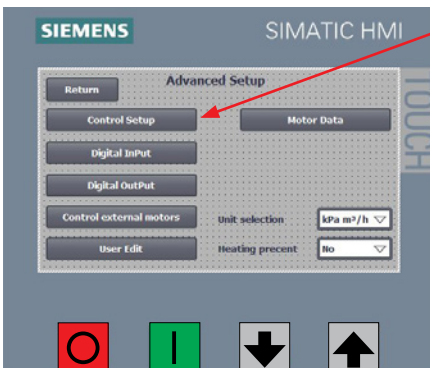 SIEMENS SIMATIC HMI
TOUCH
Advanced Setup
Return
Control Setup Motor Data
Digital InPut
Digital OutPut
Control external motors Unit selection kPa m³/h
User Edit Heating precent No